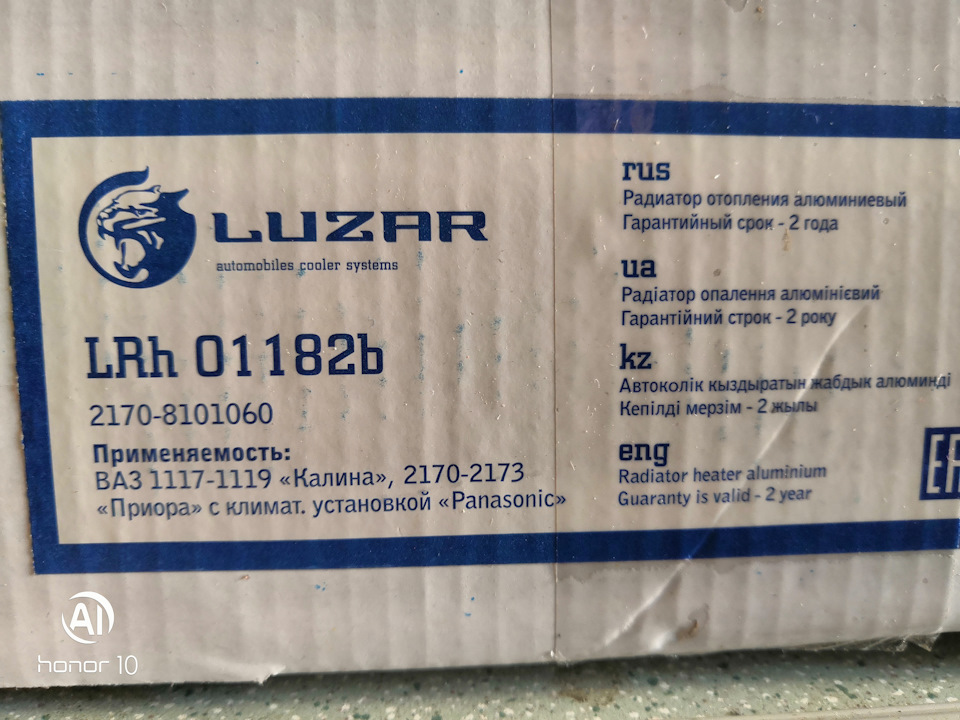 LUZAR
automobiles cooler systems
LRh 01182b
2170-8101060
Применяемость:
ВАЗ 1117-1119 «Калина», 2170-2173
«Приора» с климат. установкой «Panasonic»
rus
Радиатор отопления алюминиевый
Гарантийный срок - 2 года
ua
Радіатор опалення алюмінієвий
Гарантійний строк - 2 року
kz
Автоколік кыздыратын жабдык алюминді
Кепілді мерзім - 2 жылы
eng
Radiator heater aluminium
Guaranty is valid - 2 year
AI
honor 10